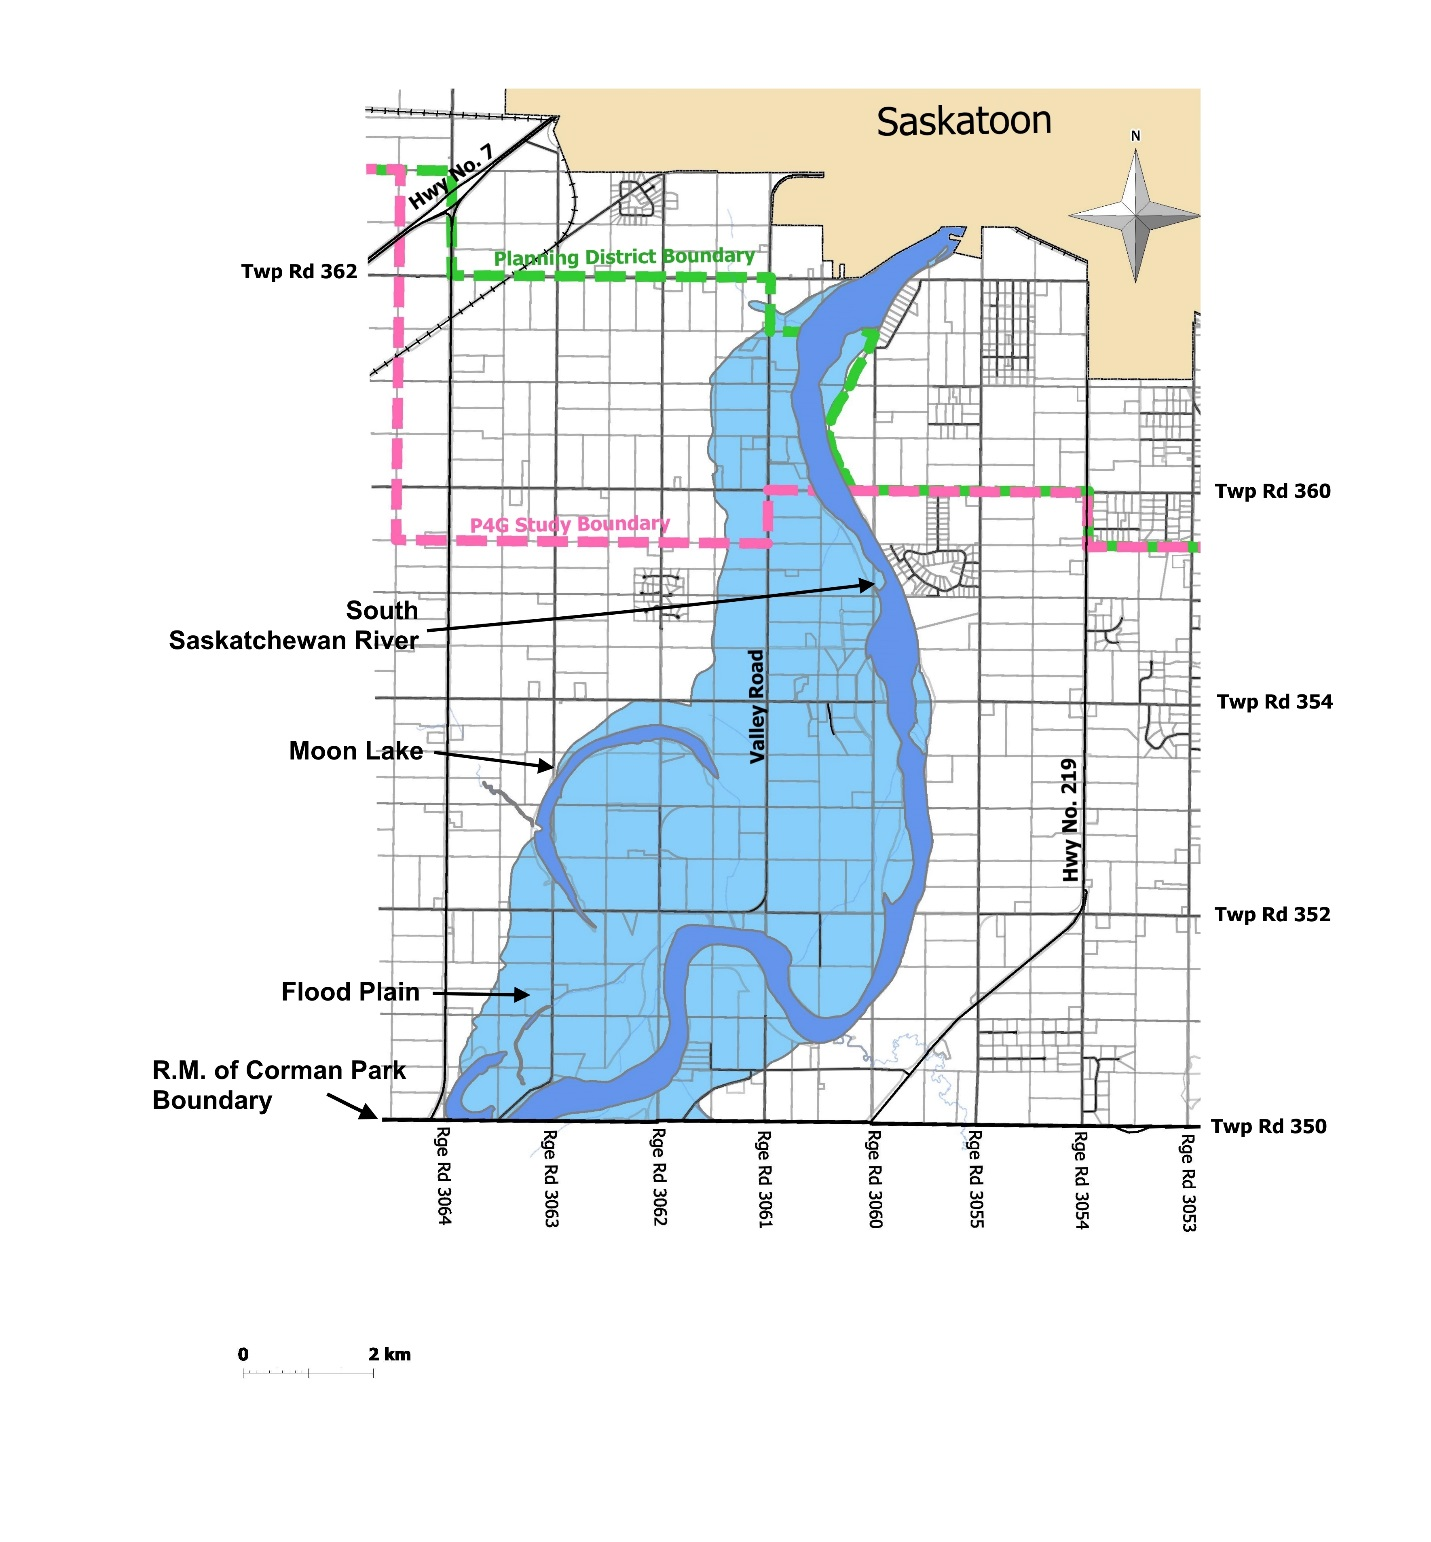 Saskatoon
N
Hwy No. 7
Planning District Boundary
Twp Rd 362
Twp Rd 360
P4G Study Boundary
South
Saskatchewan River
Valley Road
Twp Rd 354
Moon Lake
Hwy No. 219
Twp Rd 352
Flood Plain
R.M. of Corman Park
Boundary
Twp Rd 350
Rge Rd 3064
Rge Rd 3063
Rge Rd 3062
Rge Rd 3061
Rge Rd 3060
Rge Rd 3055
Rge Rd 3054
Rge Rd 3053
0 2 km